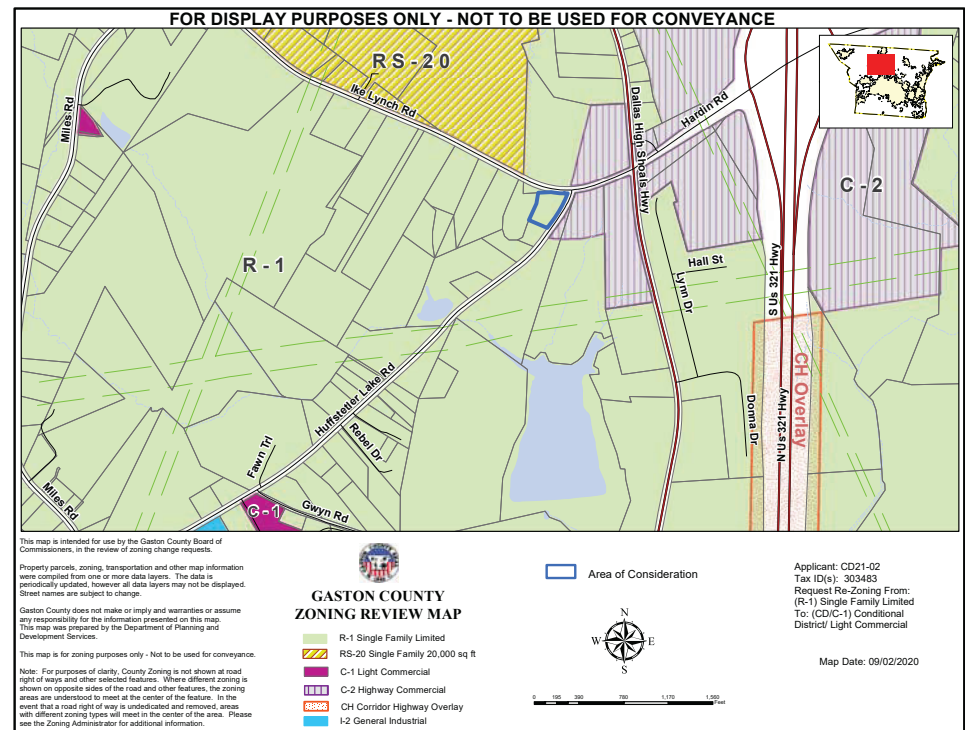 FOR DISPLAY PURPOSES ONLY - NOT TO BE USED FOR CONVEYANCE
RS-20
Ike Lynch Rd
Miles Rd
Dallas High Shoals Hwy
Hardin Rd
C - 2
R - 1
Hall St
Lynn Dr
S Us 321 Hwy
CH Overlay
N Us 321 Hwy
Donna Dr
Huffstetler Lake Rd
Rebel Dr
Fawn Trl
Gwyn Rd
C - 1
Miles Rd
This map is intended for use by the Gaston County Board of
Commissioners, in the review of zoning change requests.
Property parcels, zoning, transportation and other map information
were compiled from one or more data layers. The data is
periodically updated, however all data layers may not be displayed.
Street names are subject to change.
Gaston County does not make or imply and warranties or assume
any responsibility for the information presented on this map.
This map was prepared by the Department of Planning and
Development Services.
This map is for zoning purposes only - Not to be used for conveyance.
Note: For purposes of clarity, County Zoning is not shown at road
right of ways and other selected features. Where different zoning is
shown on opposite sides of the road and other features, the zoning
areas are understood to meet at the center of the feature. In the
event that a road right of way is undedicated and removed, areas
with different zoning types will meet in the center of the area. Please
see the Zoning Administrator for additional information.
GASTON COUNTY
ZONING REVIEW MAP
R-1 Single Family Limited
RS-20 Single Family 20,000 sq ft
C-1 Light Commercial
C-2 Highway Commercial
CH Corridor Highway Overlay
I-2 General Industrial
Area of Consideration
N
W
E
S
0 195 390 780 1,170 1,560
Feet
Applicant: CD21-02
Tax ID(s): 303483
Request Re-Zoning From:
(R-1) Single Family Limited
To: (CD/C-1) Conditional
District/ Light Commercial
Map Date: 09/02/2020